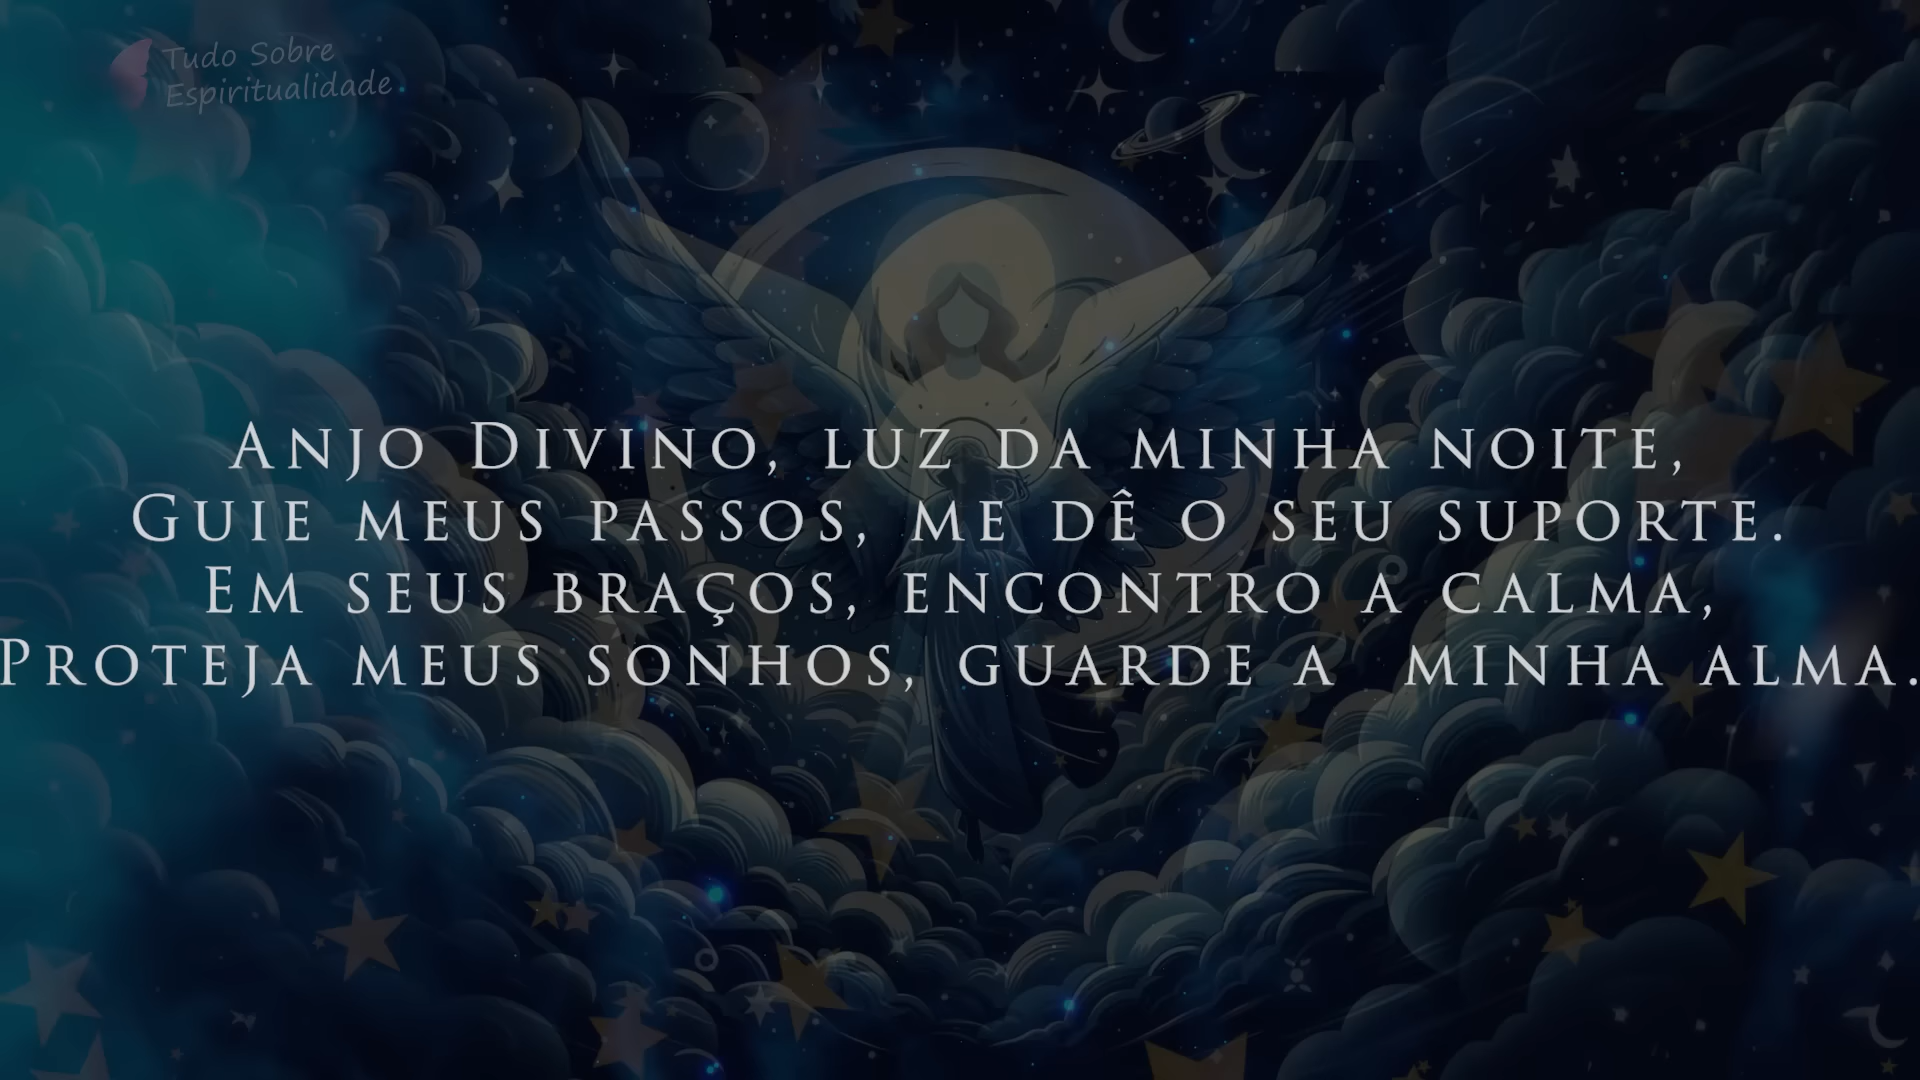 Tudo Sobre
Espiritualidade
Anjo Divino, luz da minha noite,
Guie meus passos, me dê o seu suporte.
Em seus braços, encontro a calma,
Proteja meus sonhos, guarde a minha alma.